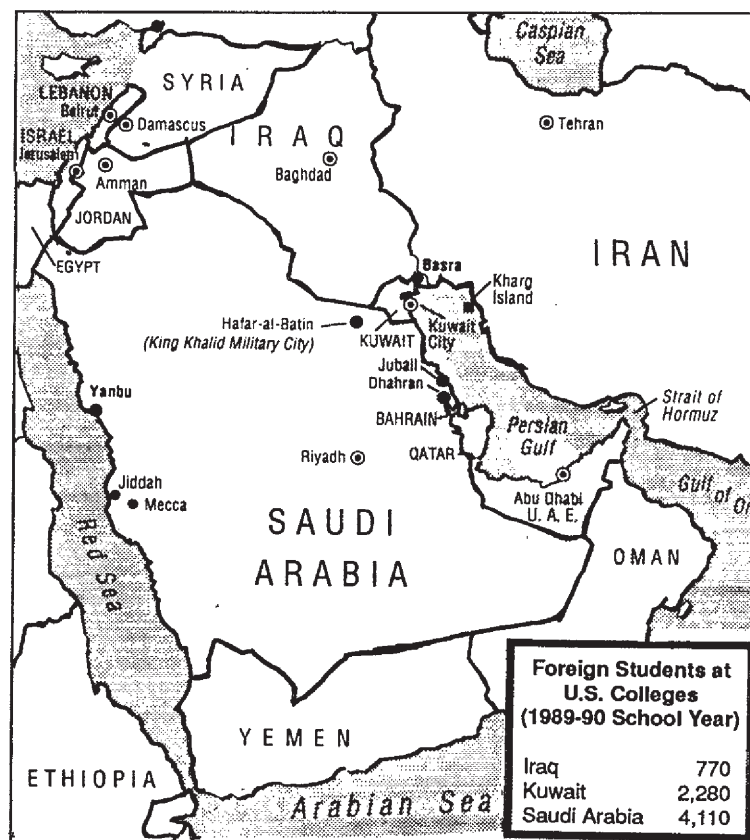 Caspian
Sea
SYRIA
LEBANON
Beirut
Damascus
ISRAEL
Jerusalem
IRAQ
Tehran
Baghdad
Amman
JORDAN
EGYPT
IRAN
Basra
Kharg
Island
Hafar-al-Batin
(King Khalid Military City)
KUWAIT
Kuwait
City
Jubail
Dhahran
Yanbu
BAHRAIN
Strait of
Hormuz
Persian
Gulf
Riyadh
QATAR
Jiddah
Mecca
Abu Dhabi
U. A. E.
Gulf of
Red Sea
SAUDI
ARABIA
OMAN
YEMEN
ETHIOPIA
Arabian Sea
Foreign Students at
U.S. Colleges
(1989-90 School Year)
Iraq 770
Kuwait 2,280
Saudi Arabia 4,110